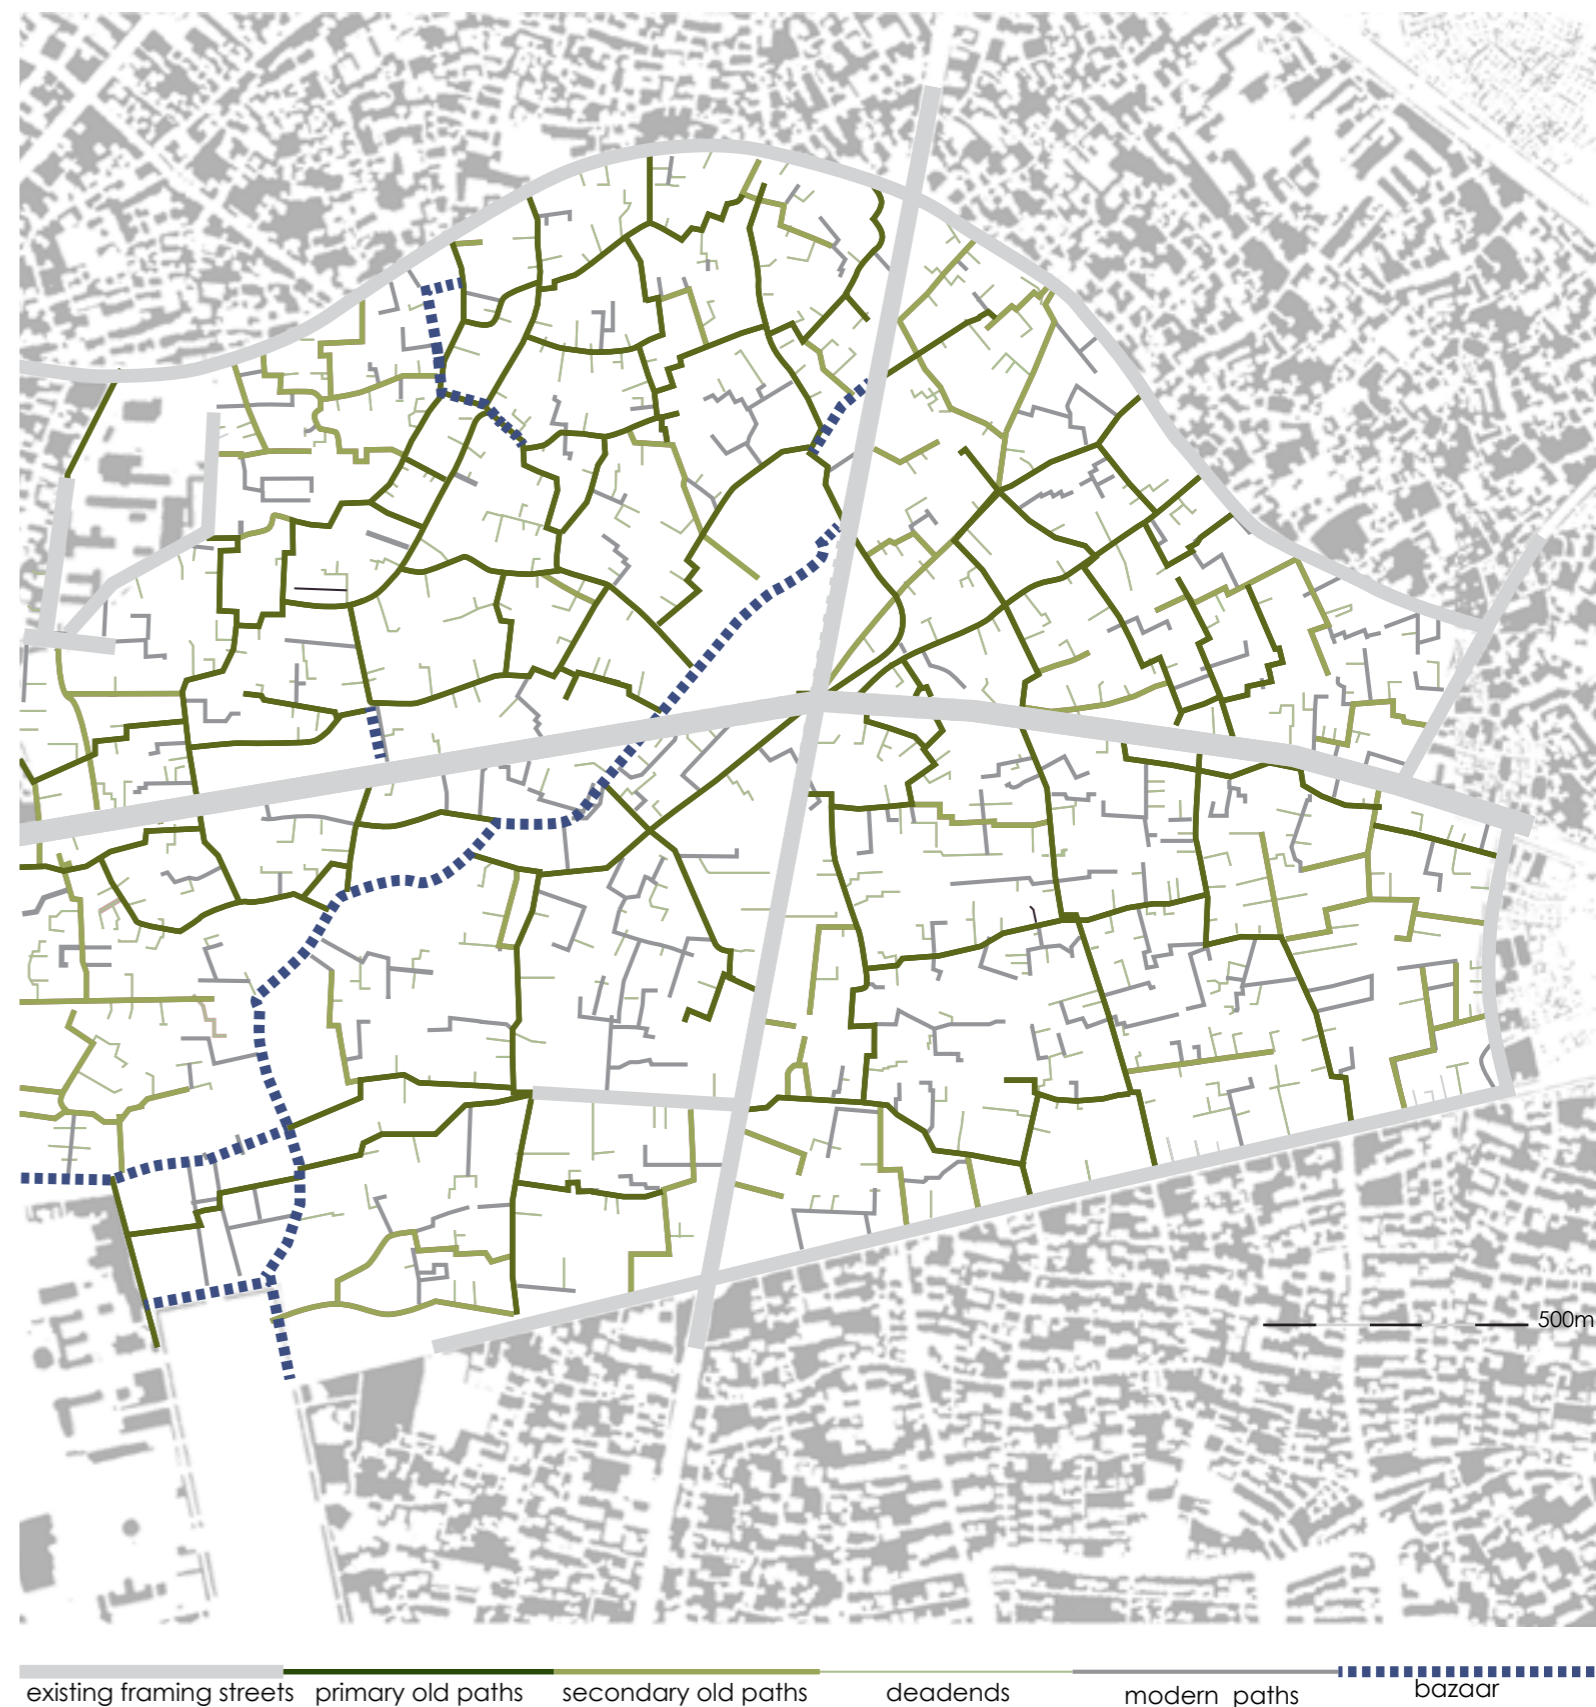 500m
existing framing streets primary old paths secondary old paths deadends modern paths bazaar